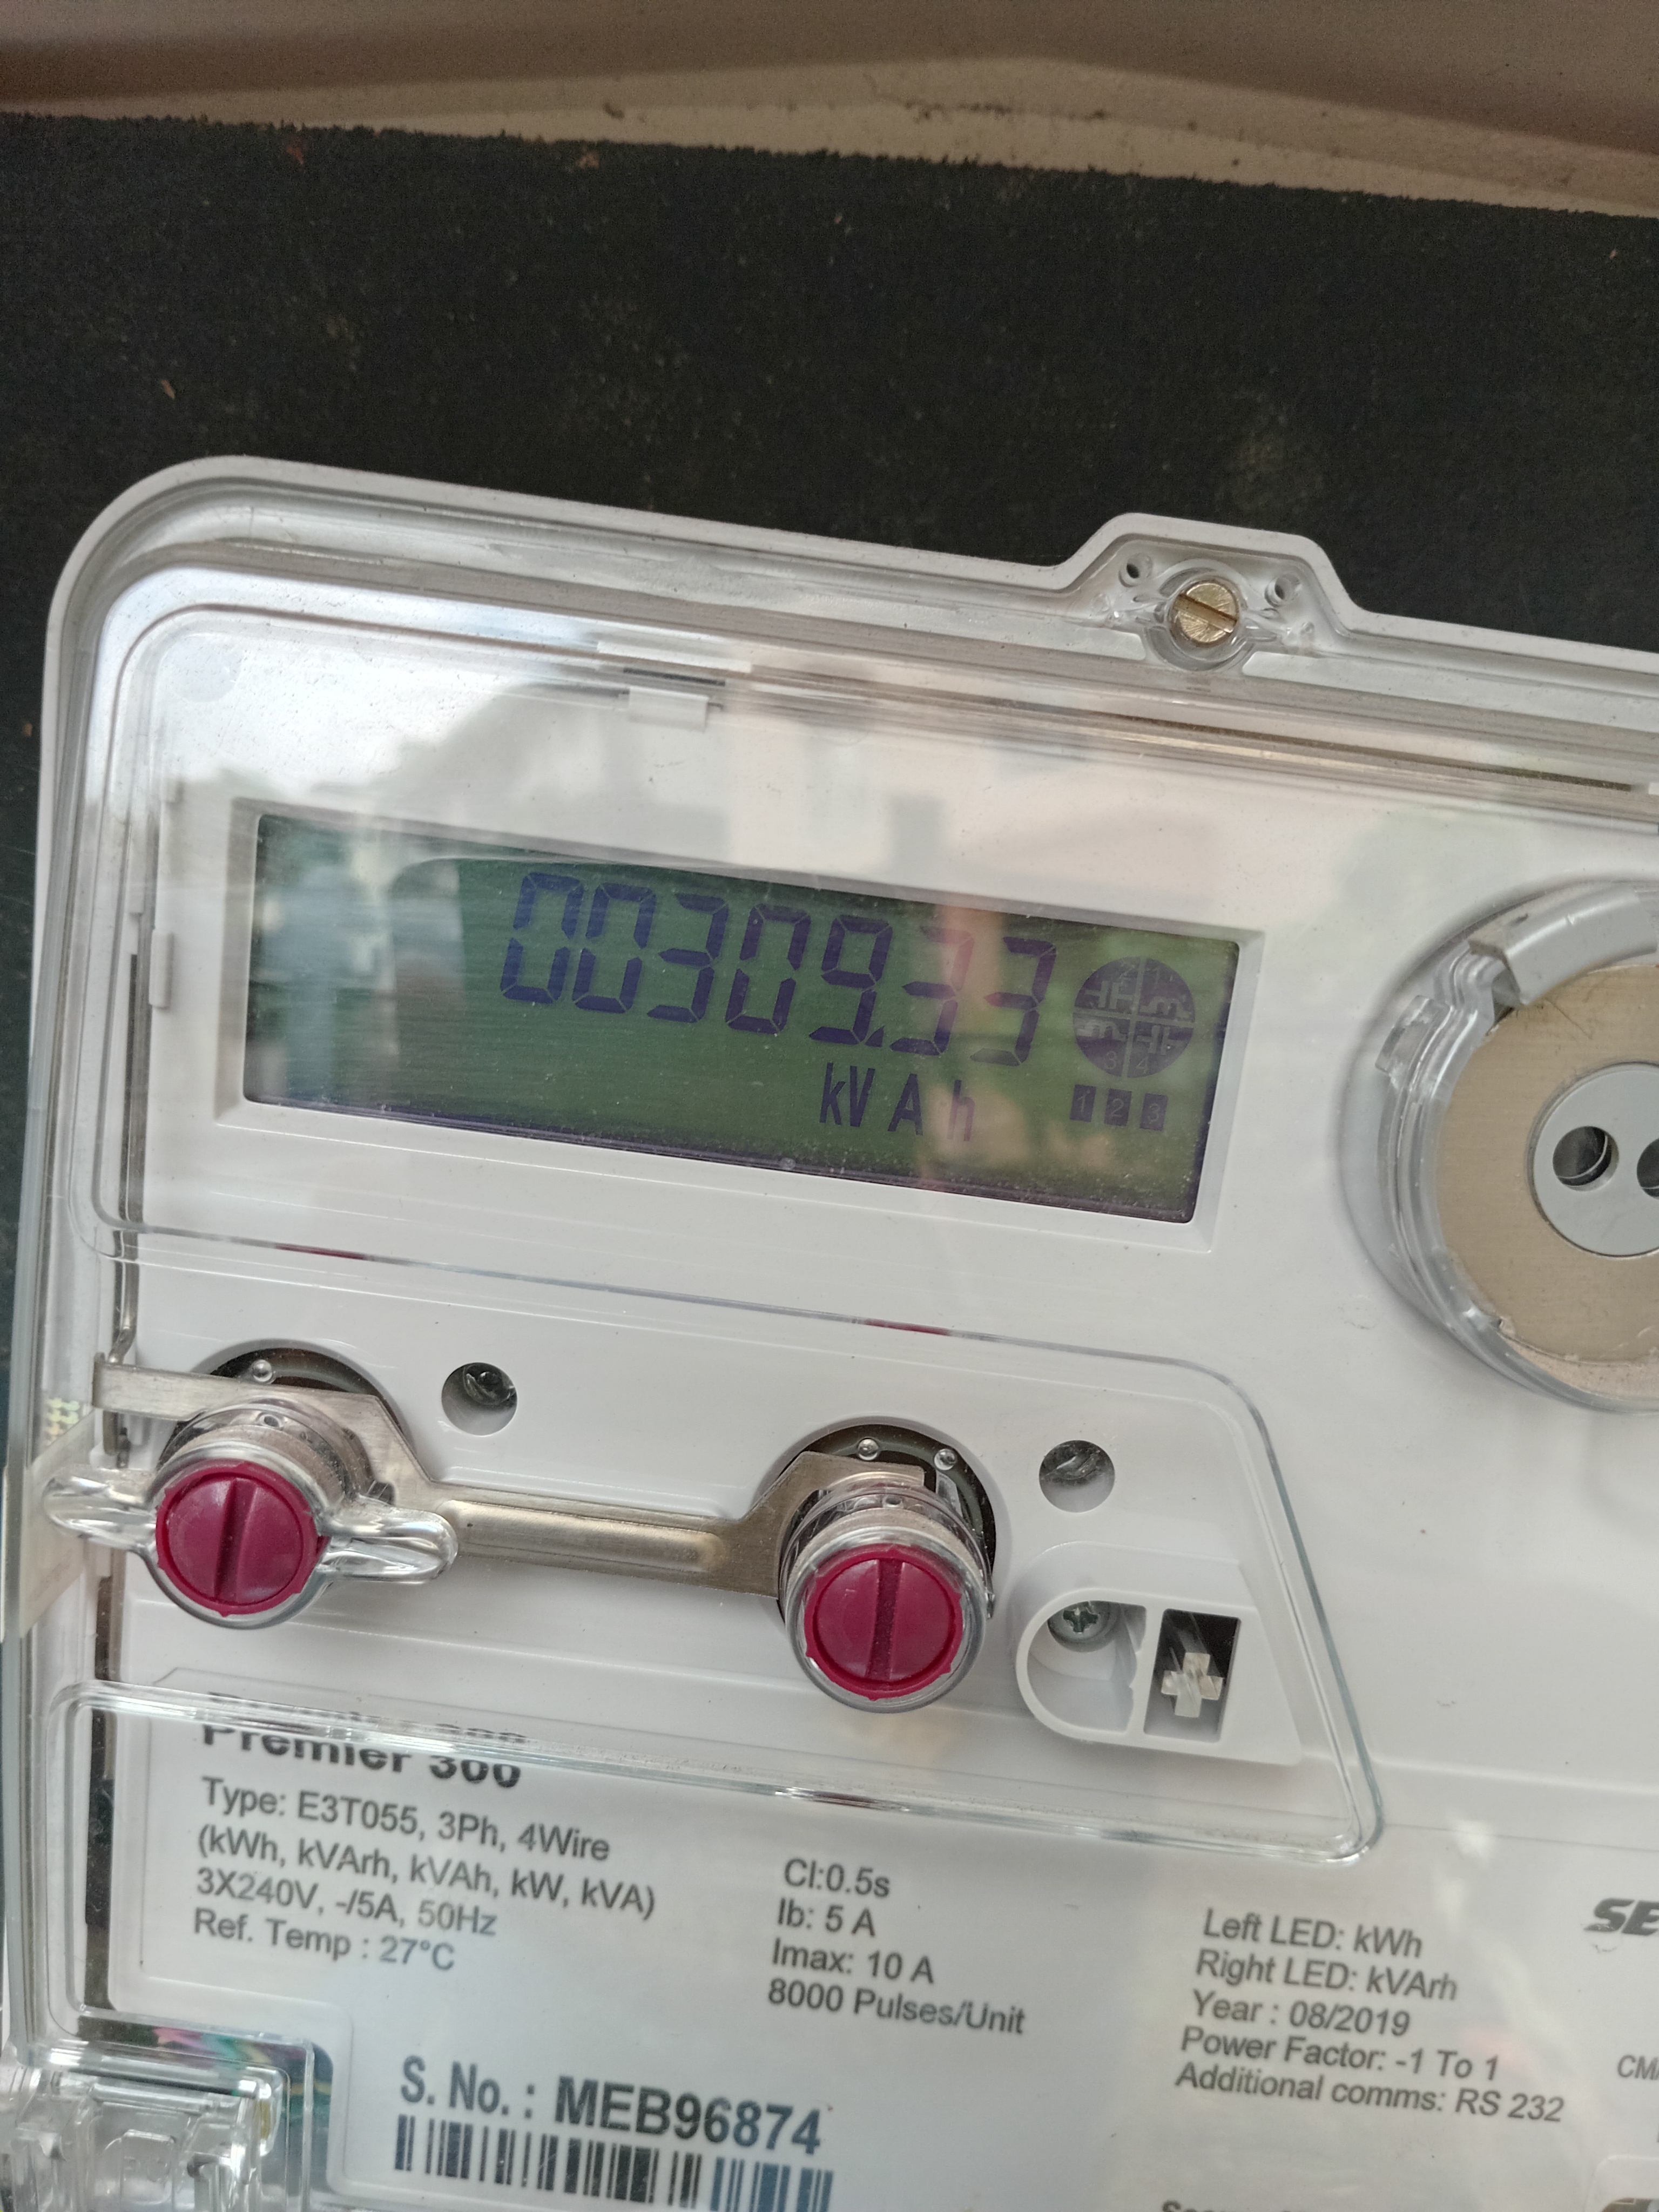 00309.33
kVAh
1 2 3
Premier 300
Type: E3T055, 3Ph, 4Wire
(kWh, kVArh, kVAh, kW, kVA)
3X240V, -/5A, 50Hz
Ref. Temp : 27°C
Cl:0.5s
Ib: 5 A
Imax: 10 A
8000 Pulses/Unit
Left LED: kWh
Right LED: kVArh
Year : 08/2019
Power Factor: -1 To 1
Additional comms: RS 232
S. No. : MEB96874